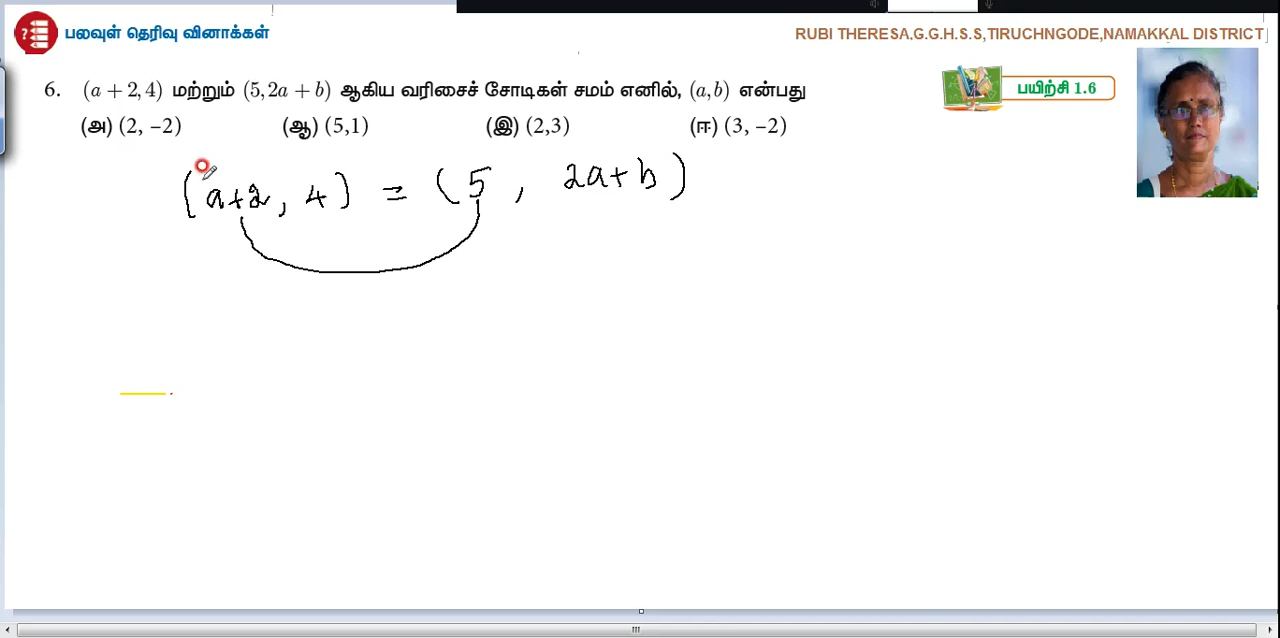 பலவுள் தெரிவு வினாக்கள்
RUBI THERESA,G.G.H.S.S,TIRUCHNGODE,NAMAKKAL DISTRICT
6. (a + 2, 4) மற்றும் (5, 2a + b) ஆகிய வரிசைச் சோடிகள் சமம் எனில், (a, b) என்பது
பயிற்சி 1.6
(அ) (2, −2) (ஆ) (5,1) (இ) (2,3) (ஈ) (3, −2)
(a+2, 4) = (5, 2a+b)